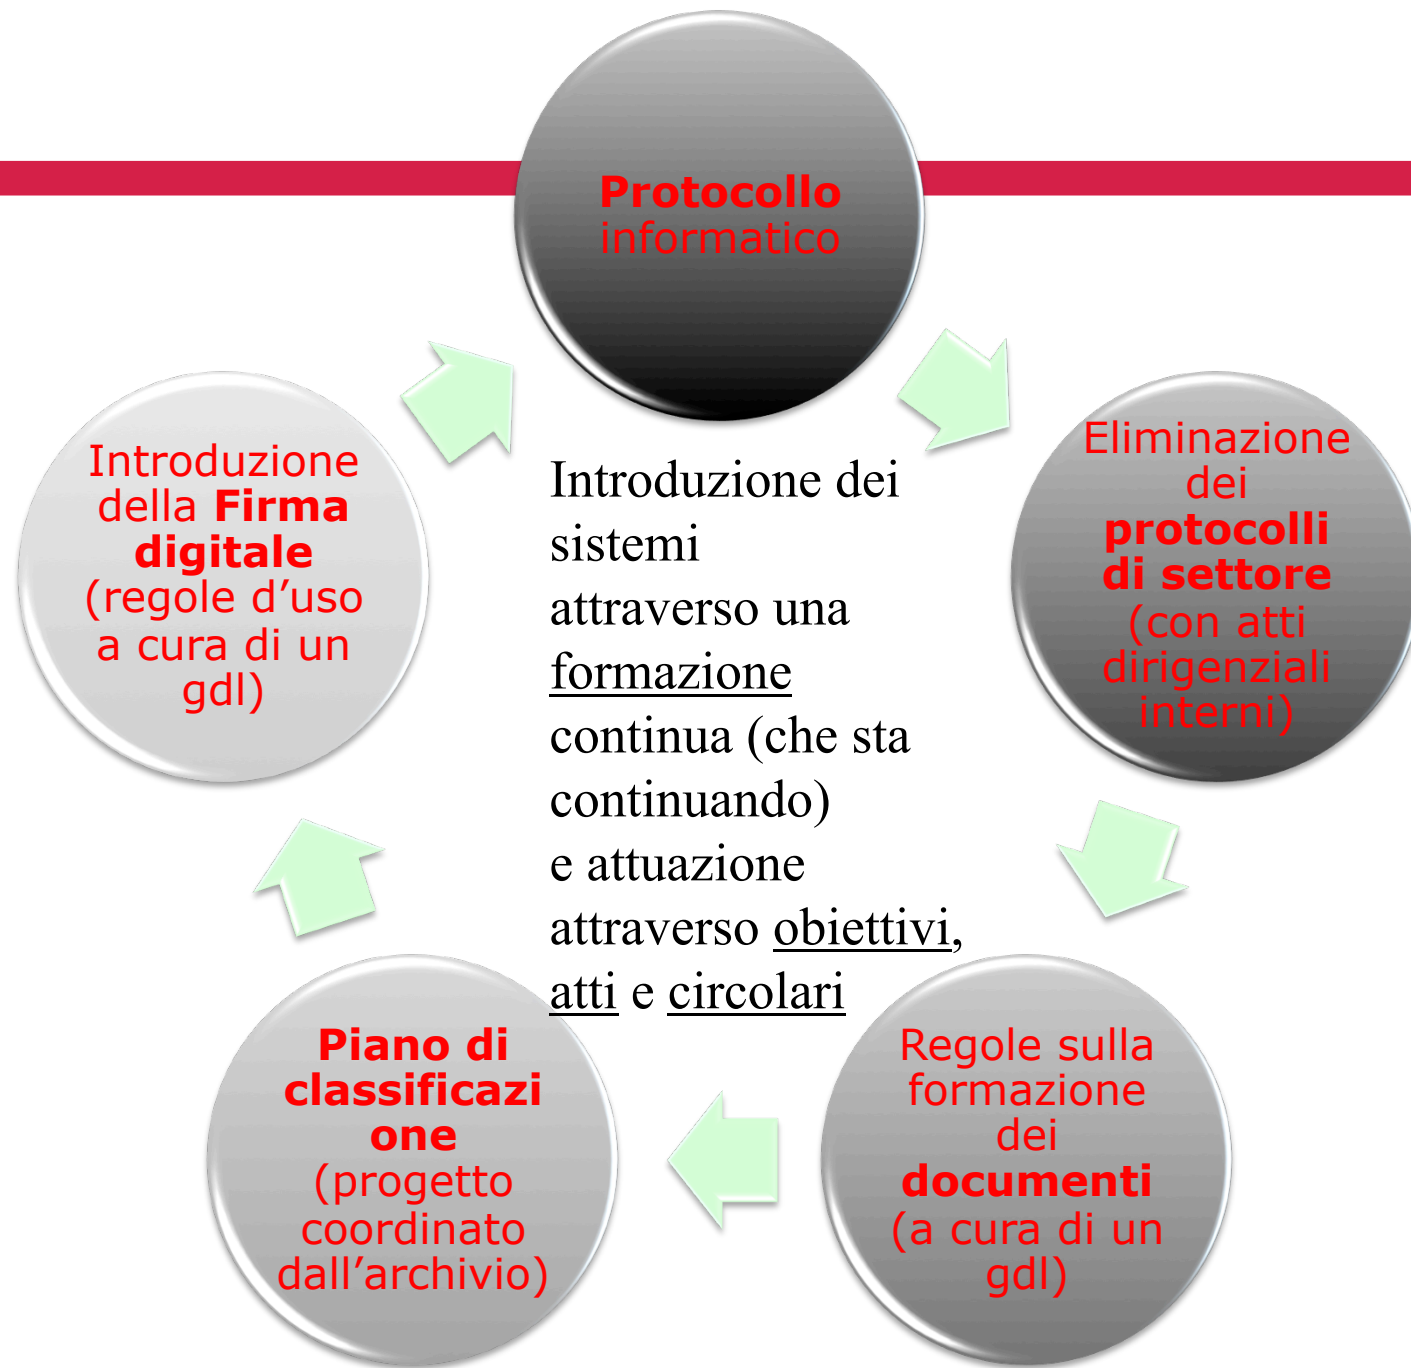 Protocollo
informatico
Eliminazione
dei
protocolli
di settore
(con atti
dirigenziali
interni)
Regole sulla
formazione
dei
documenti
(a cura di un
gdl)
Piano di
classificazi
one
(progetto
coordinato
dall’archivio)
Introduzione
della Firma
digitale
(regole d’uso
a cura di un
gdl)
Introduzione dei
sistemi
attraverso una
formazione
continua (che sta
continuando)
e attuazione
attraverso obiettivi,
atti e circolari